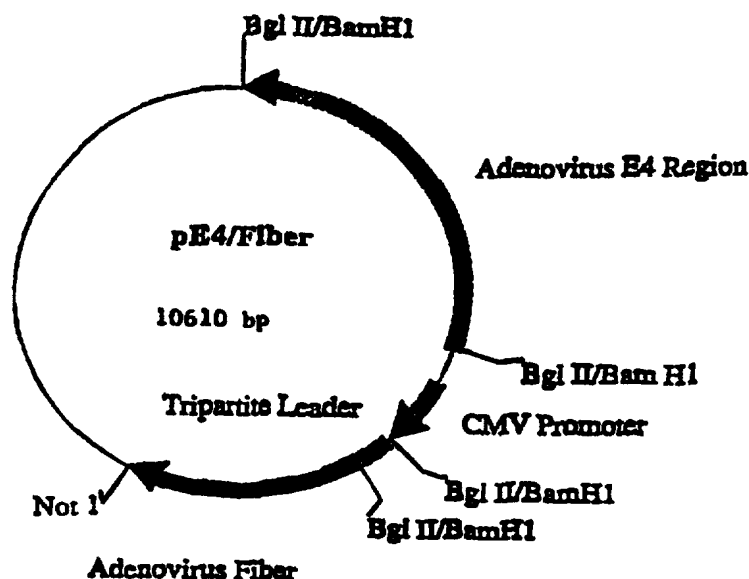 Bgl II/BamH1
Adenovirus E4 Region
pE4/Fiber
10610 bp
Bgl II/Bam H1
Tripartite Leader
CMV Promoter
Bgl II/BamH1
Not 1
Bgl II/BamH1
Adenovirus Fiber